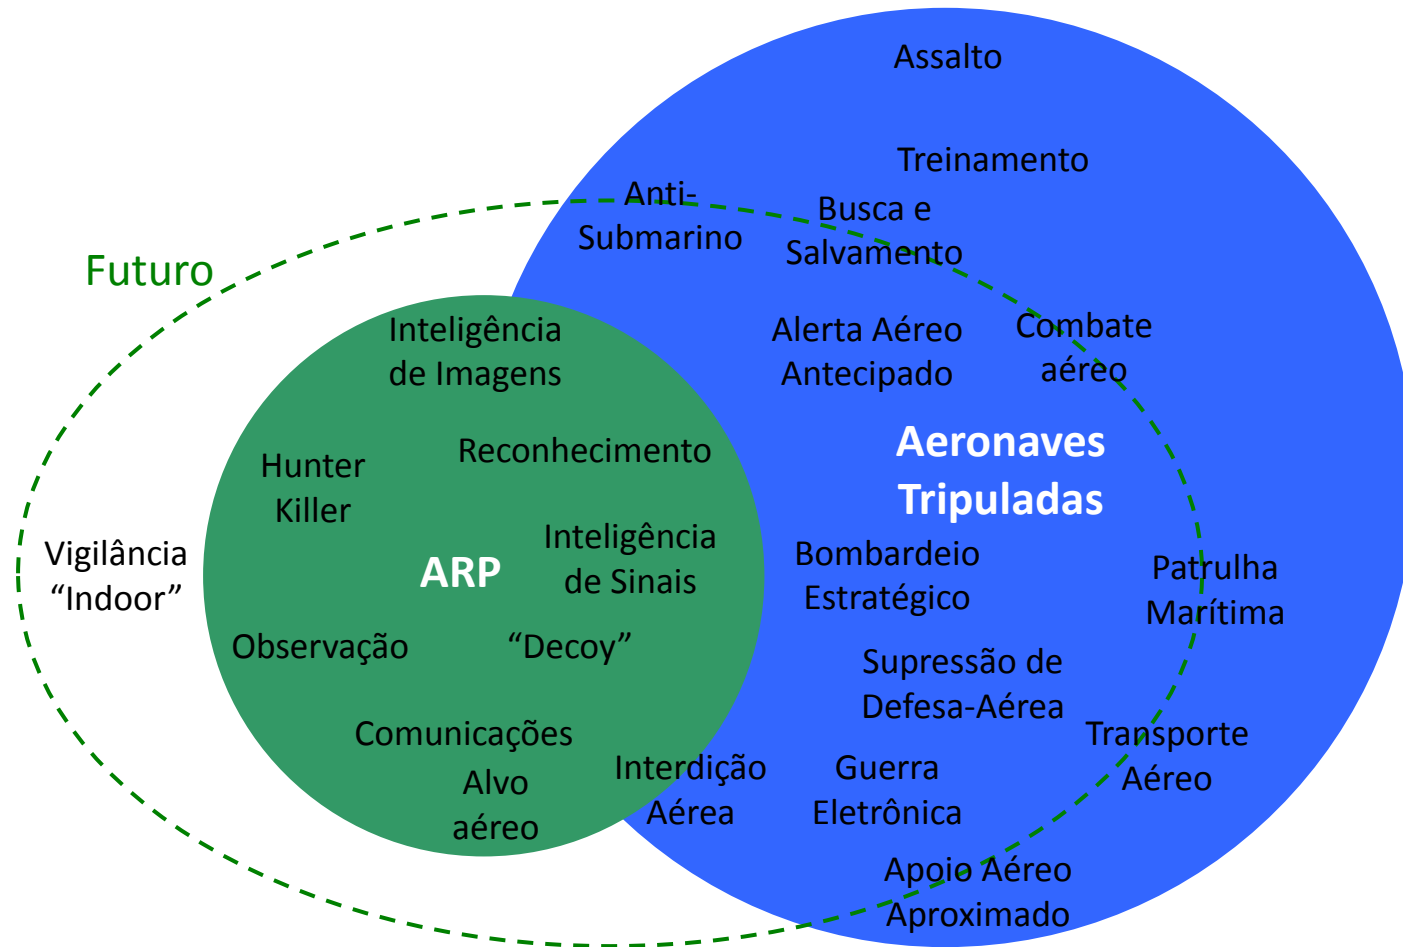 Assalto
Treinamento
Anti-
Submarino
Busca e
Salvamento
Futuro
Inteligência
de Imagens
Alerta Aéreo
Antecipado
Combate
aéreo
Hunter
Killer
Reconhecimento
Aeronaves
Tripuladas
Vigilância
“Indoor”
ARP
Inteligência
de Sinais
Bombardeio
Estratégico
Patrulha
Marítima
Observação
“Decoy”
Supressão de
Defesa-Aérea
Comunicações
Alvo
aéreo
Interdição
Aérea
Guerra
Eletrônica
Transporte
Aéreo
Apoio Aéreo
Aproximado